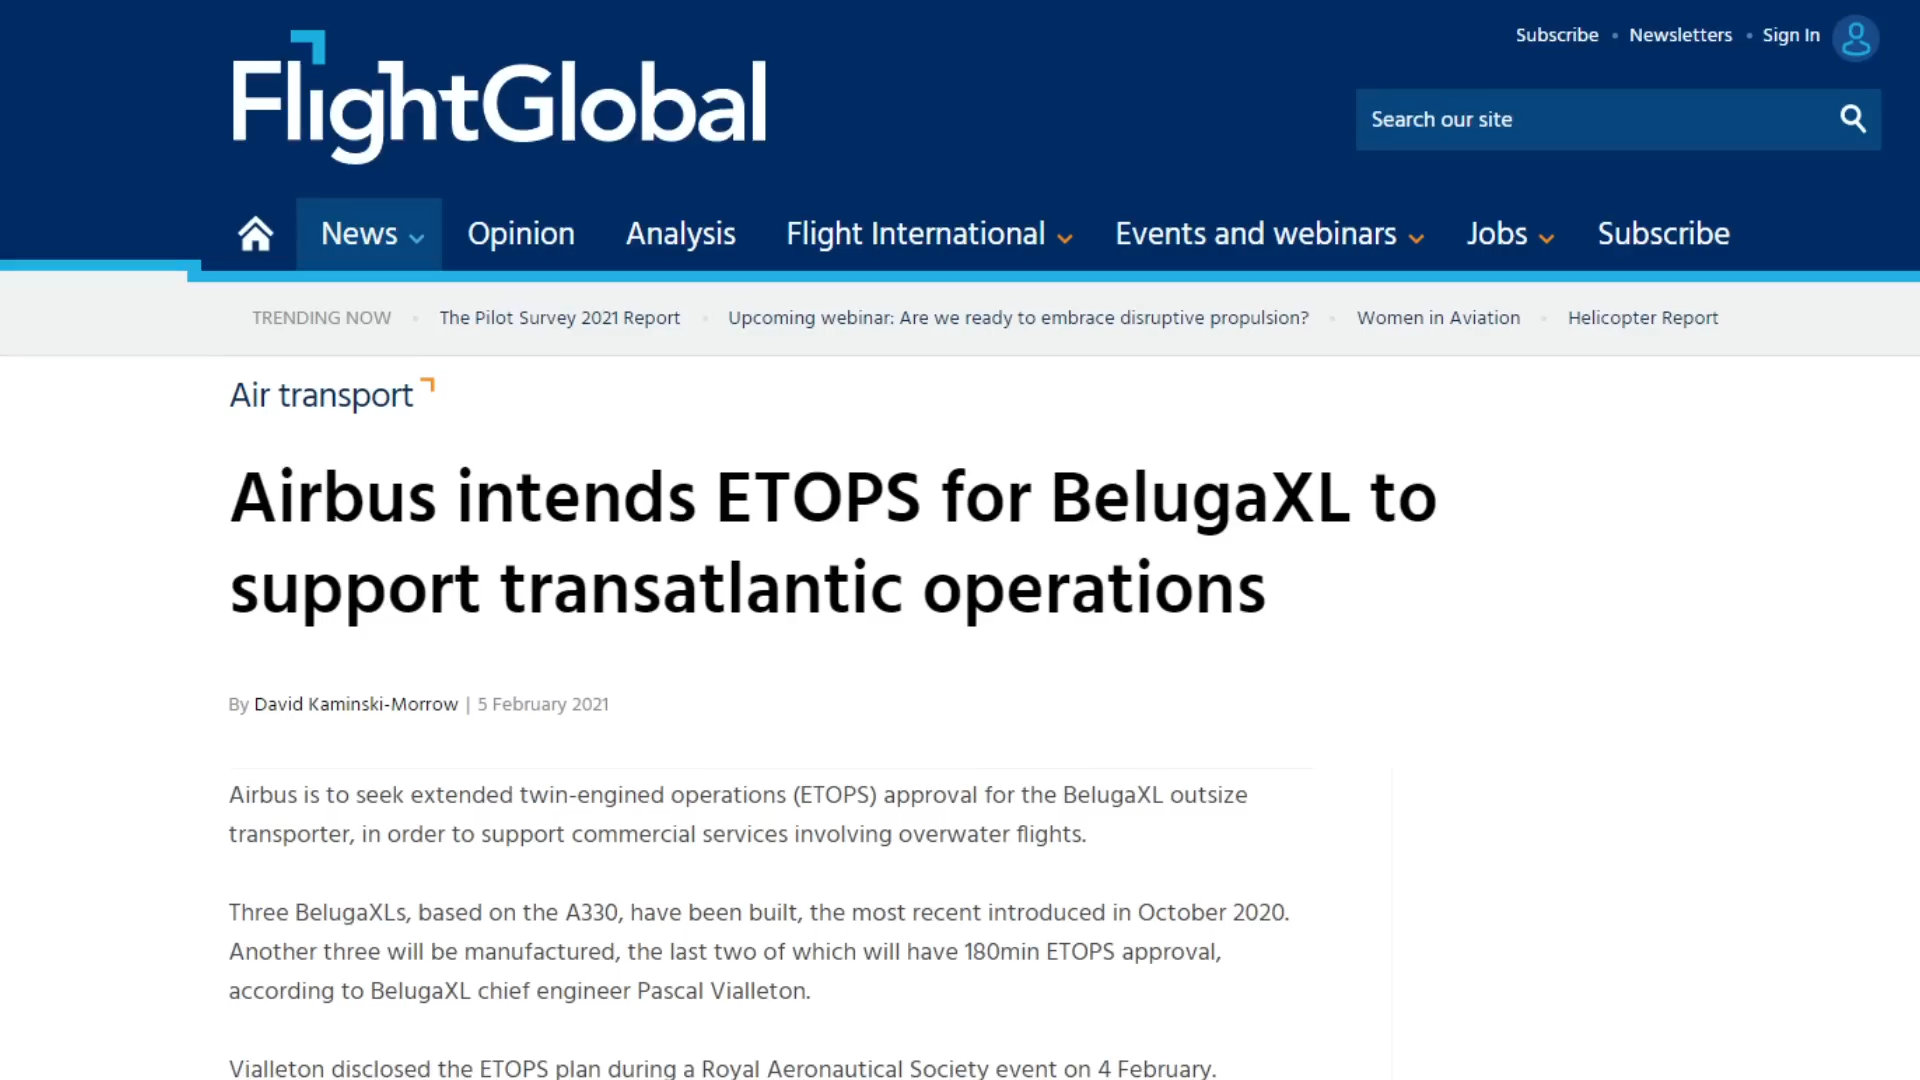 Subscribe • Newsletters • Sign In
FlightGlobal
Search our site
News Opinion Analysis Flight International Events and webinars Jobs Subscribe
TRENDING NOW • The Pilot Survey 2021 Report • Upcoming webinar: Are we ready to embrace disruptive propulsion? • Women in Aviation • Helicopter Report
Air transport
Airbus intends ETOPS for BelugaXL to
support transatlantic operations
By David Kaminski-Morrow | 5 February 2021
Airbus is to seek extended twin-engined operations (ETOPS) approval for the BelugaXL outsize
transporter, in order to support commercial services involving overwater flights.
Three BelugaXLs, based on the A330, have been built, the most recent introduced in October 2020.
Another three will be manufactured, the last two of which will have 180min ETOPS approval,
according to BelugaXL chief engineer Pascal Vialleton.
Vialleton disclosed the ETOPS plan during a Royal Aeronautical Society event on 4 February.